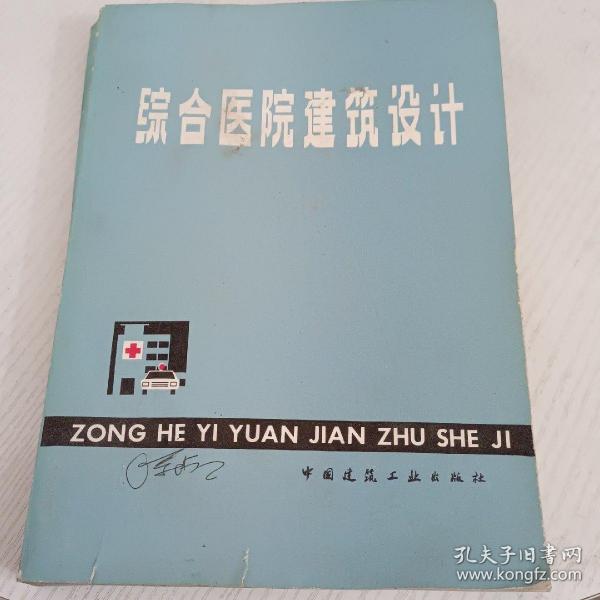 综合医院建筑设计
ZONG HE YI YUAN JIAN ZHU SHE JI
中国建筑工业出版社
孔夫子旧书网
www.kongfz.com